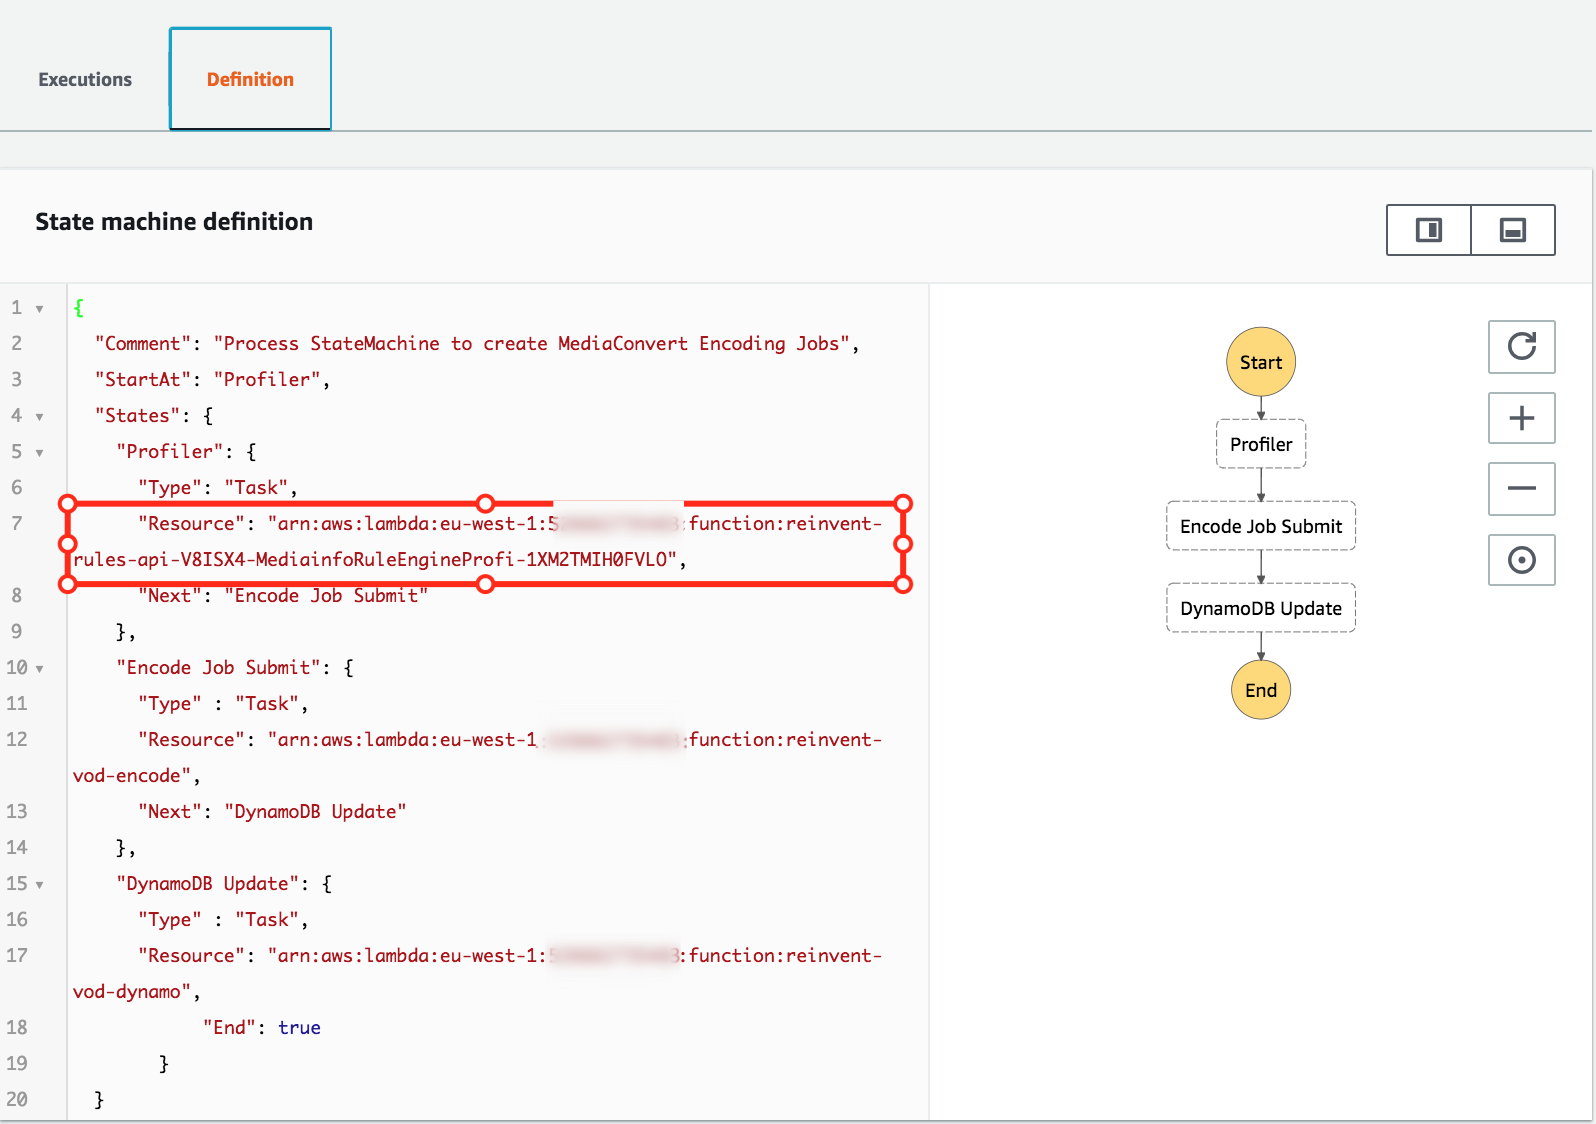 Executions
Definition
State machine definition
1 {
2 "Comment": "Process StateMachine to create MediaConvert Encoding Jobs",
3 "StartAt": "Profiler",
4 "States": {
5 "Profiler": {
6 "Type": "Task",
7 "Resource": "arn:aws:lambda:eu-west-1: :function:reinvent-
rules-api-V8ISX4-MediainfoRuleEngineProfi-1XM2TMIH0FVLO",
8 "Next": "Encode Job Submit"
9 },
10 "Encode Job Submit": {
11 "Type" : "Task",
12 "Resource": "arn:aws:lambda:eu-west-1: :function:reinvent-
vod-encode",
13 "Next": "DynamoDB Update"
14 },
15 "DynamoDB Update": {
16 "Type" : "Task",
17 "Resource": "arn:aws:lambda:eu-west-1: :function:reinvent-
vod-dynamo",
18 "End": true
19 }
20 }
Start
Profiler
Encode Job Submit
DynamoDB Update
End